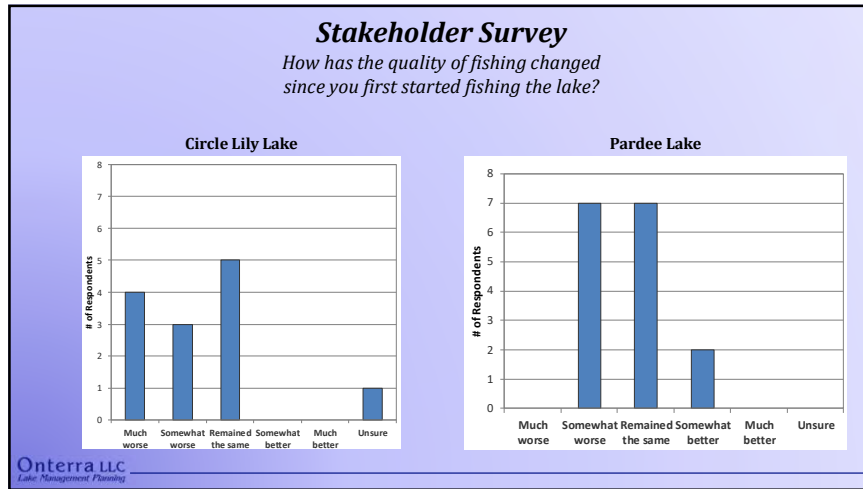 Stakeholder Survey
How has the quality of fishing changed
since you first started fishing the lake?
Circle Lily Lake
8
7
6
5
4
3
2
1
0
# of Respondents
Much worse
Somewhat worse
Remained the same
Somewhat better
Much better
Unsure
Pardee Lake
8
7
6
5
4
3
2
1
0
# of Respondents
Much worse
Somewhat worse
Remained the same
Somewhat better
Much better
Unsure
Onterra LLC
Lake Management Planning